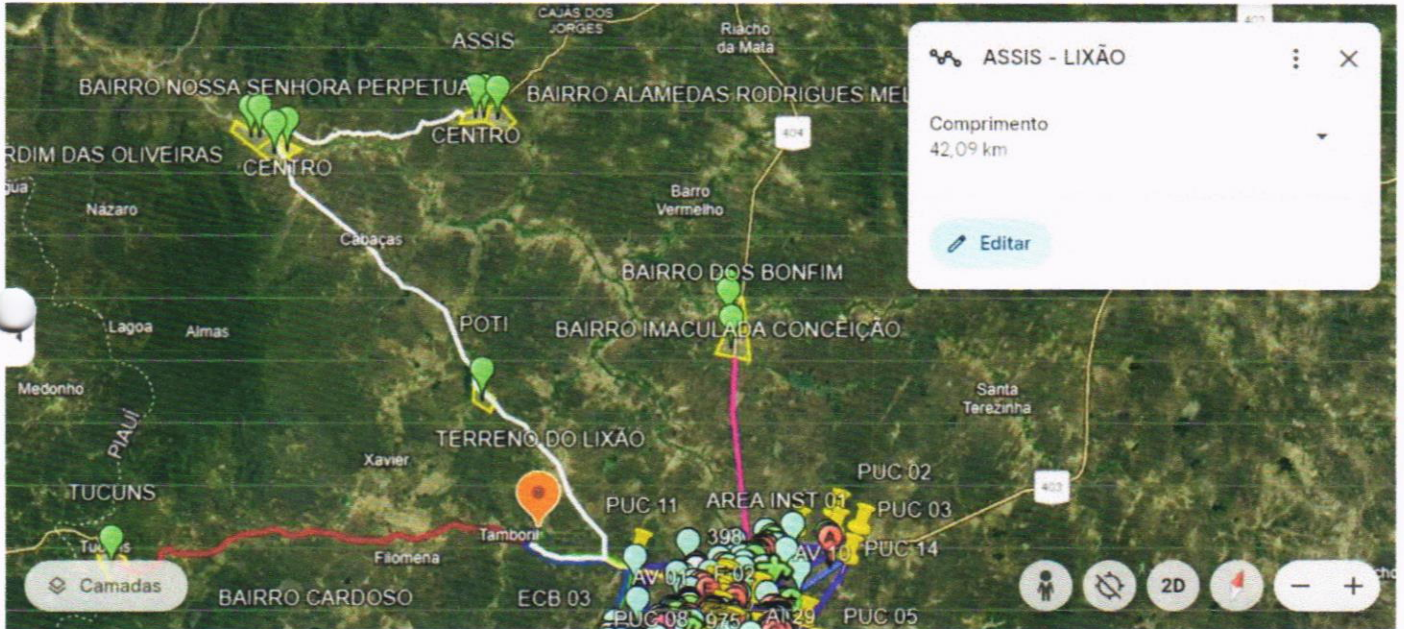 CAJÁS DOS
JORGES
402
ASSIS
Riacho
da Mata
ASSIS - LIXÃO
BAIRRO NOSSA SENHORA PERPETUA
BAIRRO ALAMEDAS RODRIGUES MEL
Comprimento
42,09 km
404
CENTRO
RDIM DAS OLIVEIRAS
CENTRO
Názaro
Barro
Vermelho
Cabaças
Editar
BAIRRO DOS BONFIM
POTI
BAIRRO IMACULADA CONCEIÇÃO
Lagoa
Almas
Medonho
Santa
Terezinha
PIAUÍ
TERRENO DO LIXÃO
Xavier
PUC 02
403
TUCUNS
PUC 11
AREA INST 01
PUC 03
Tamboril
398
Filomena
AV 10
PUC 14
Camadas
AV 01
2D
BAIRRO CARDOSO
ECB 03
PUC 08
975
AI 29
PUC 05